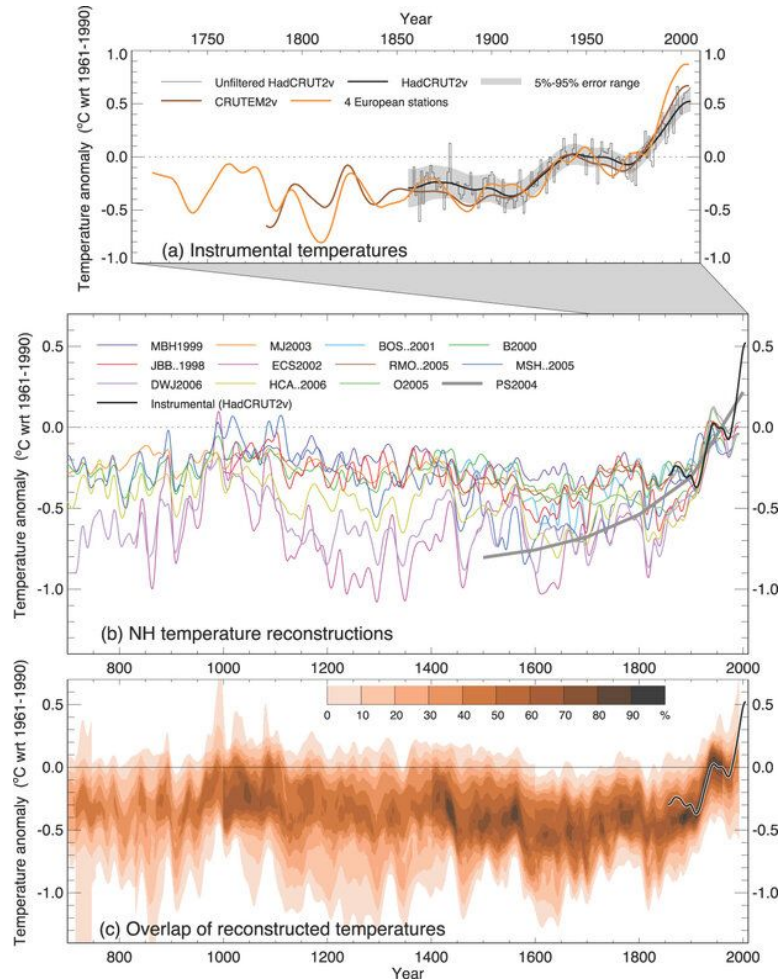 Year
1750 1800 1850 1900 1950 2000
1.0 1.0
Unfiltered HadCRUT2v HadCRUT2v 5%-95% error range
0.5 0.5
CRUTEM2v 4 European stations
0.0 0.0
-0.5 -0.5
(a) Instrumental temperatures
-1.0 -1.0
Temperature anomaly (°C wrt 1961-1990)
0.5 0.5
MBH1999 MJ2003 BOS..2001 B2000
JBB..1998 ECS2002 RMO..2005 MSH..2005
DWJ2006 HCA..2006 O2005 PS2004
Instrumental (HadCRUT2v)
0.0 0.0
-0.5 -0.5
-1.0 -1.0
(b) NH temperature reconstructions
Temperature anomaly (°C wrt 1961-1990)
800 1000 1200 1400 1600 1800 2000
0 10 20 30 40 50 60 70 80 90 %
0.5 0.5
0.0 0.0
-0.5 -0.5
-1.0 -1.0
(c) Overlap of reconstructed temperatures
Temperature anomaly (°C wrt 1961-1990)
800 1000 1200 1400 1600 1800 2000
Year